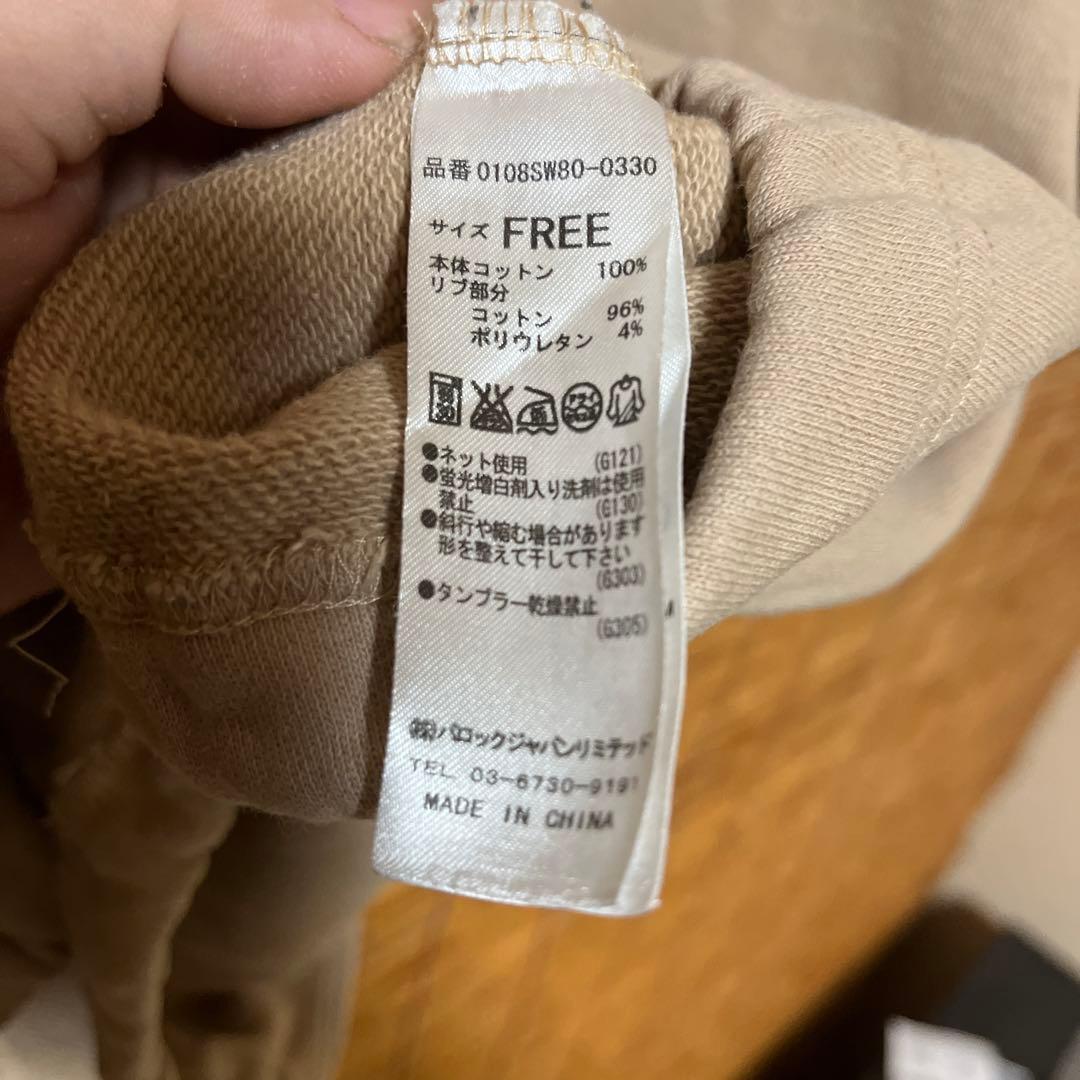 品番 0108SW80-0330
サイズ FREE
本体コットン 100%
リブ部分
コットン 96%
ポリウレタン 4%
●ネット使用 (G121)
●蛍光増白剤入り洗剤は使用
禁止 (G130)
●斜行や縮む場合があります
形を整えて干して下さい
(G303)
●タンブラー乾燥禁止
(G305)
㈱バロックジャパンリミテッド
TEL 03-6730-9191
MADE IN CHINA